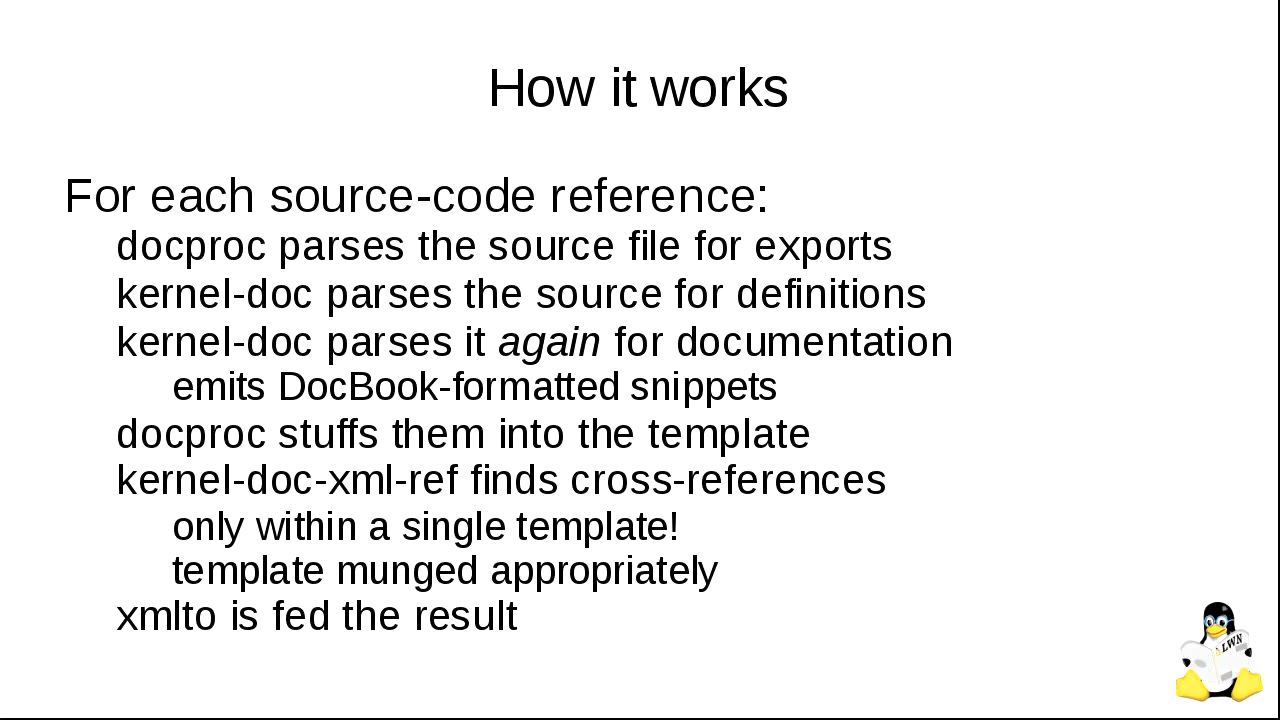 How it works
For each source-code reference:
docproc parses the source file for exports
kernel-doc parses the source for definitions
kernel-doc parses it again for documentation
emits DocBook-formatted snippets
docproc stuffs them into the template
kernel-doc-xml-ref finds cross-references
only within a single template!
template munged appropriately
xmlto is fed the result
LWN